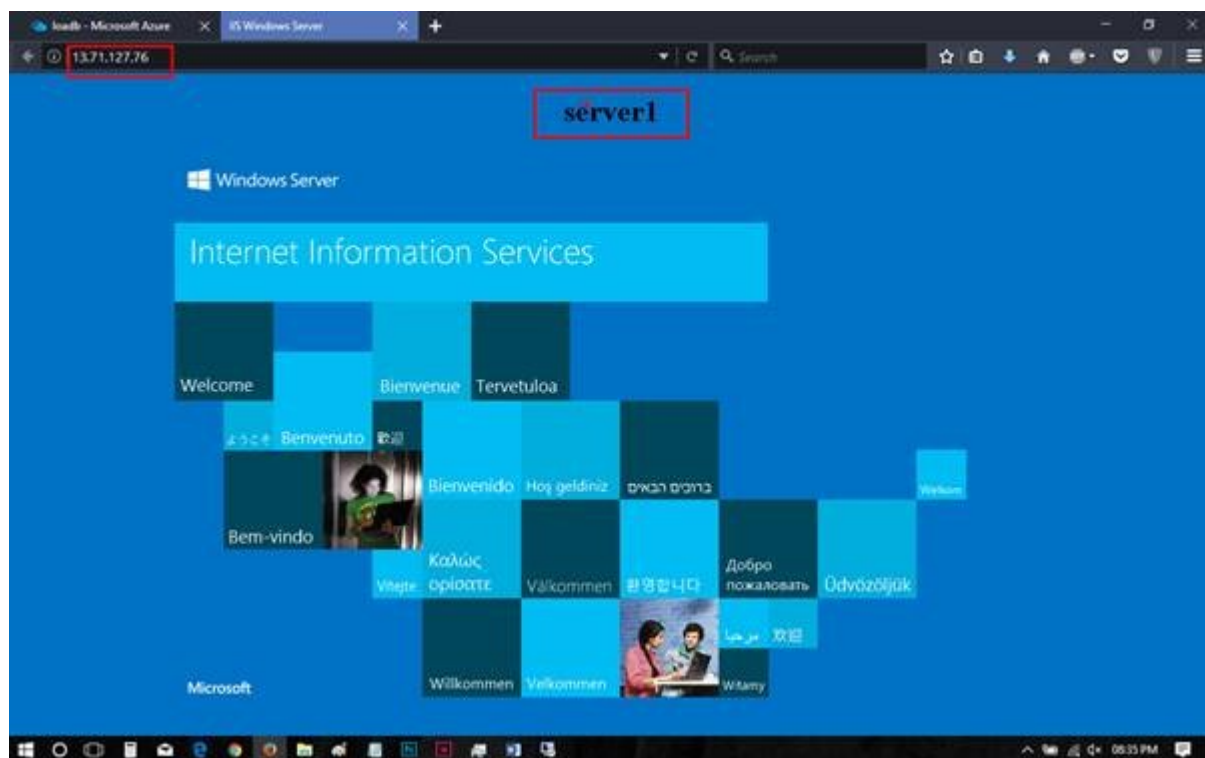 loadb - Microsoft Azure
IIS Windows Server
13.71.127.76
Search
server1
Windows Server
Internet Information Services
Welcome
Bienvenue
Tervetuloa
ようこそ
Benvenuto
歡迎
Bienvenido
Hoş geldiniz
ברוכים הבאים
Welkom
Bem-vindo
Vítejte
Καλώς
ορίσατε
Välkommen
환영합니다
Добро
пожаловать
Üdvözöljük
مرحبا
欢迎
Microsoft
Willkommen
Velkommen
Witamy
08:35 PM